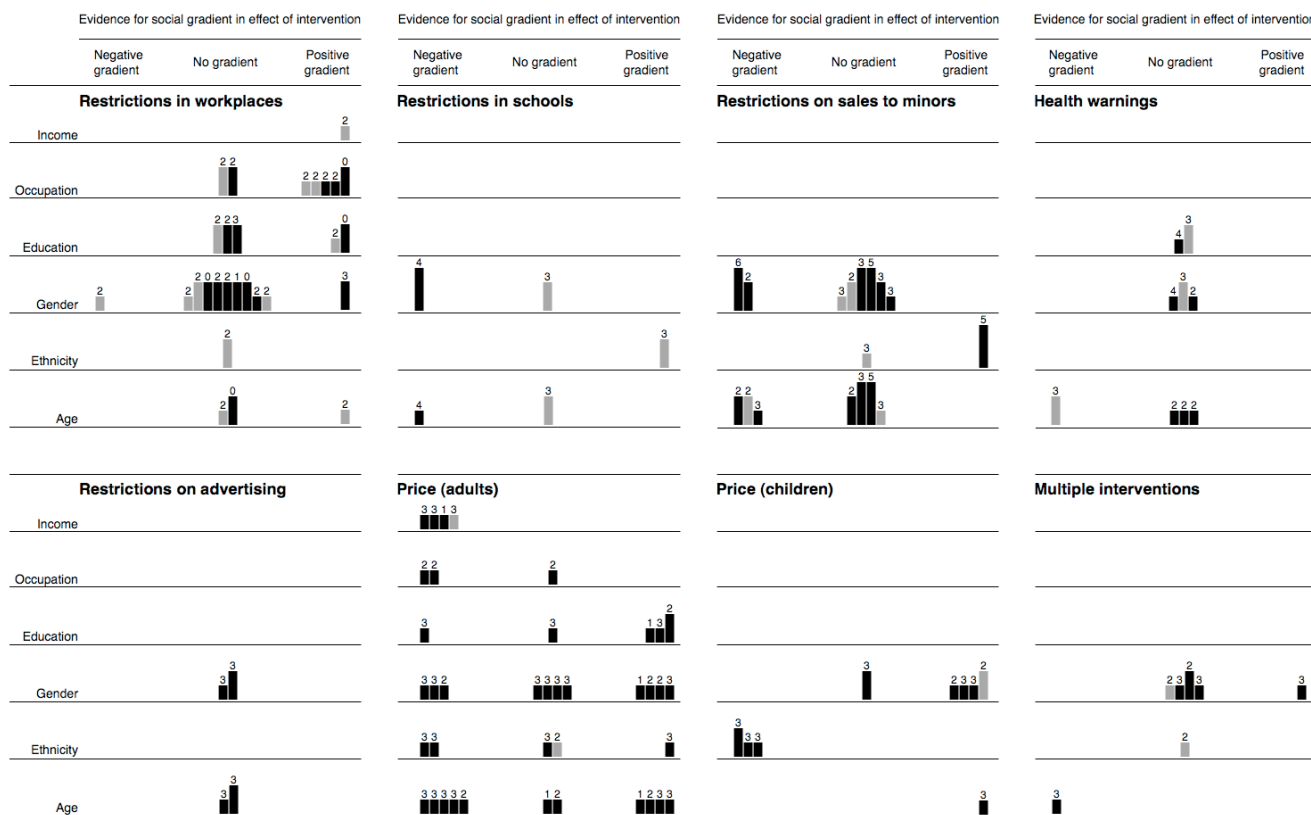 Evidence for social gradient in effect of intervention Evidence for social gradient in effect of intervention Evidence for social gradient in effect of intervention Evidence for social gradient in effect of intervention
Negative gradient No gradient Positive gradient Negative gradient No gradient Positive gradient Negative gradient No gradient Positive gradient Negative gradient No gradient Positive gradient
Restrictions in workplaces Restrictions in schools Restrictions on sales to minors Health warnings
2
Income
2 2 2 2 2 2 0
Occupation
2 2 3 2 0 4 3
Education
2 2 2 0 2 2 1 0 2 2 3 4 3 6 2 3 2 3 5 3 3 4 3 2
Gender
2 3 3 5
Ethnicity
2 0 2 4 3 2 2 3 2 3 5 3 3 2 2 2
Age
Restrictions on advertising Price (adults) Price (children) Multiple interventions
3 3 1 3
Income
2 2 2
Occupation
3 3 1 3 2
Education
3 3 3 3 2 3 3 3 3 1 2 2 3 3 2 3 3 2 2 3 2 3 3
Gender
3 3 3 2 3 3 3 3 2
Ethnicity
3 3 3 3 3 3 2 1 2 1 2 3 3 3 3
Age